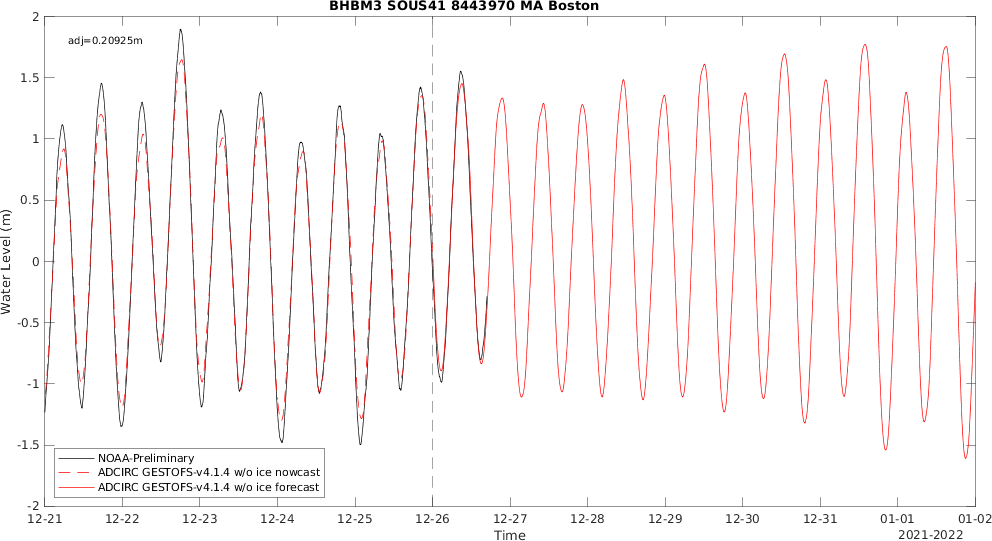 BHBM3 SOUS41 8443970 MA Boston
adj=0.20925m
2
1.5
1
0.5
0
-0.5
-1
-1.5
-2
Water Level (m)
NOAA-Preliminary
ADCIRC GESTOFS-v4.1.4 w/o ice nowcast
ADCIRC GESTOFS-v4.1.4 w/o ice forecast
12-21 12-22 12-23 12-24 12-25 12-26 12-27 12-28 12-29 12-30 12-31 01-01 01-02
Time
2021-2022